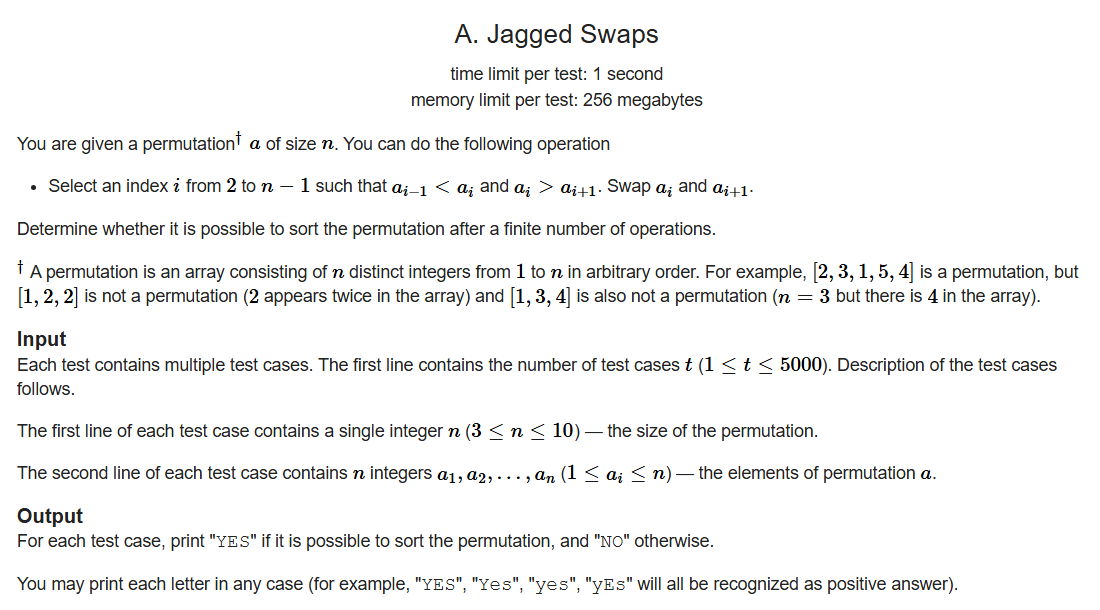 A. Jagged Swaps
time limit per test: 1 second
memory limit per test: 256 megabytes
You are given a permutation† a of size n. You can do the following operation
• Select an index i from 2 to n − 1 such that a_{i−1} < a_i and a_i > a_{i+1}. Swap a_i and a_{i+1}.
Determine whether it is possible to sort the permutation after a finite number of operations.
† A permutation is an array consisting of n distinct integers from 1 to n in arbitrary order. For example, [2, 3, 1, 5, 4] is a permutation, but
[1, 2, 2] is not a permutation (2 appears twice in the array) and [1, 3, 4] is also not a permutation (n = 3 but there is 4 in the array).
Input
Each test contains multiple test cases. The first line contains the number of test cases t (1 ≤ t ≤ 5000). Description of the test cases
follows.
The first line of each test case contains a single integer n (3 ≤ n ≤ 10) — the size of the permutation.
The second line of each test case contains n integers a_1, a_2, . . . , a_n (1 ≤ a_i ≤ n) — the elements of permutation a.
Output
For each test case, print "YES" if it is possible to sort the permutation, and "NO" otherwise.
You may print each letter in any case (for example, "YES", "Yes", "yes", "yEs" will all be recognized as positive answer).